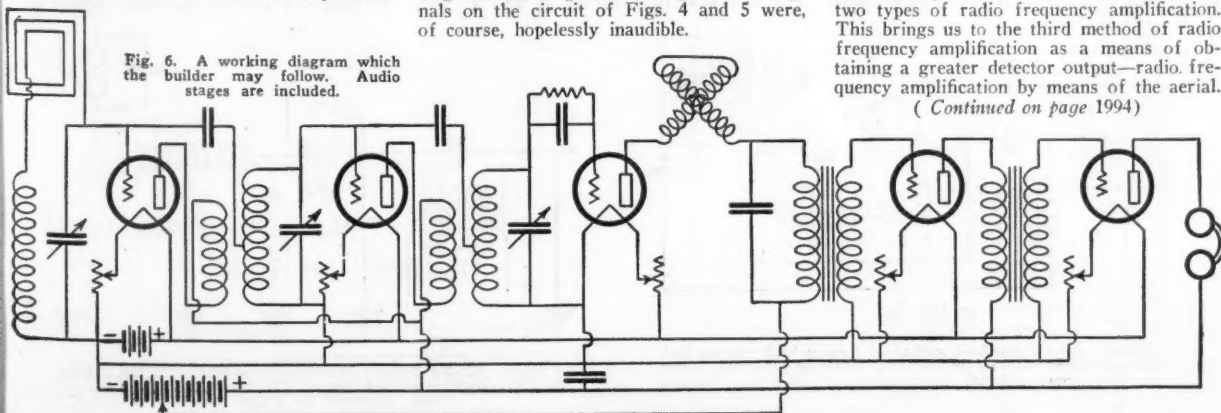 Fig. 6. A working diagram which
the builder may follow. Audio
stages are included.
nals on the circuit of Figs. 4 and 5 were,
of course, hopelessly inaudible.
two types of radio frequency amplification.
This brings us to the third method of radio
frequency amplification as a means of ob-
taining a greater detector output—radio. fre-
quency amplification by means of the aerial.
( Continued on page 1994)
- +
- +